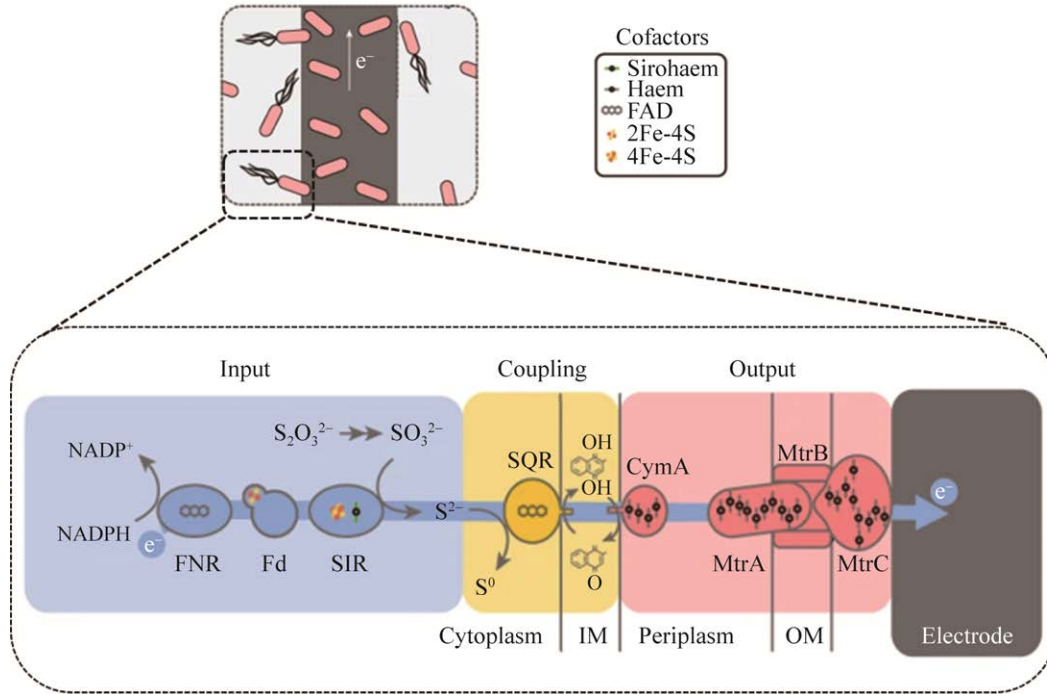 e⁻
Cofactors
Sirohaem
Haem
FAD
2Fe-4S
4Fe-4S
Input
Coupling
Output
S₂O₃²⁻
SO₃²⁻
NADP⁺
NADPH
e⁻
FNR
Fd
SIR
S²⁻
S⁰
SQR
OH
OH
O
CymA
MtrA
MtrB
MtrC
e⁻
Cytoplasm
IM
Periplasm
OM
Electrode